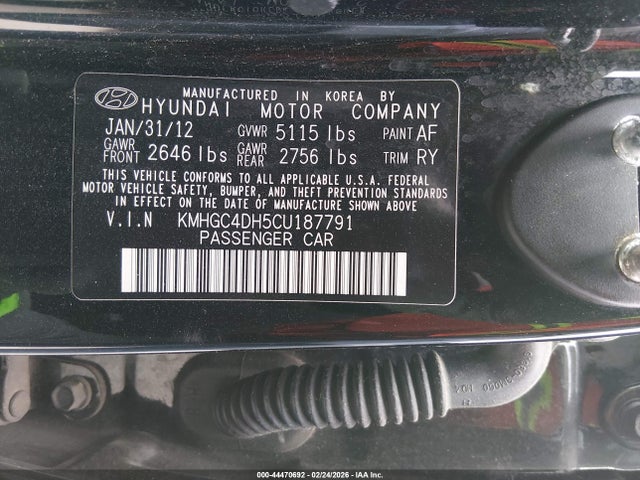 MANUFACTURED IN KOREA BY
HYUNDAI MOTOR COMPANY
JAN/31/12 GVWR 5115 lbs PAINT AF
GAWR FRONT 2646 lbs GAWR REAR 2756 lbs TRIM RY
THIS VEHICLE CONFORMS TO ALL APPLICABLE U.S.A. FEDERAL
MOTOR VEHICLE SAFETY, BUMPER, AND THEFT PREVENTION STANDARDS
IN EFFECT ON THE DATE OF MANUFACTURE SHOWN ABOVE
V.I.N KMHGC4DH5CU187791
PASSENGER CAR
000-44470692 - 02/24/2026 - IAA Inc.